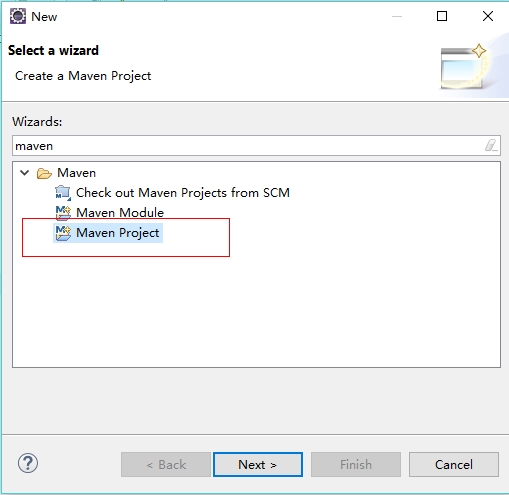 New
Select a wizard
Create a Maven Project
Wizards:
maven
Maven
Check out Maven Projects from SCM
Maven Module
Maven Project
< Back
Next >
Finish
Cancel